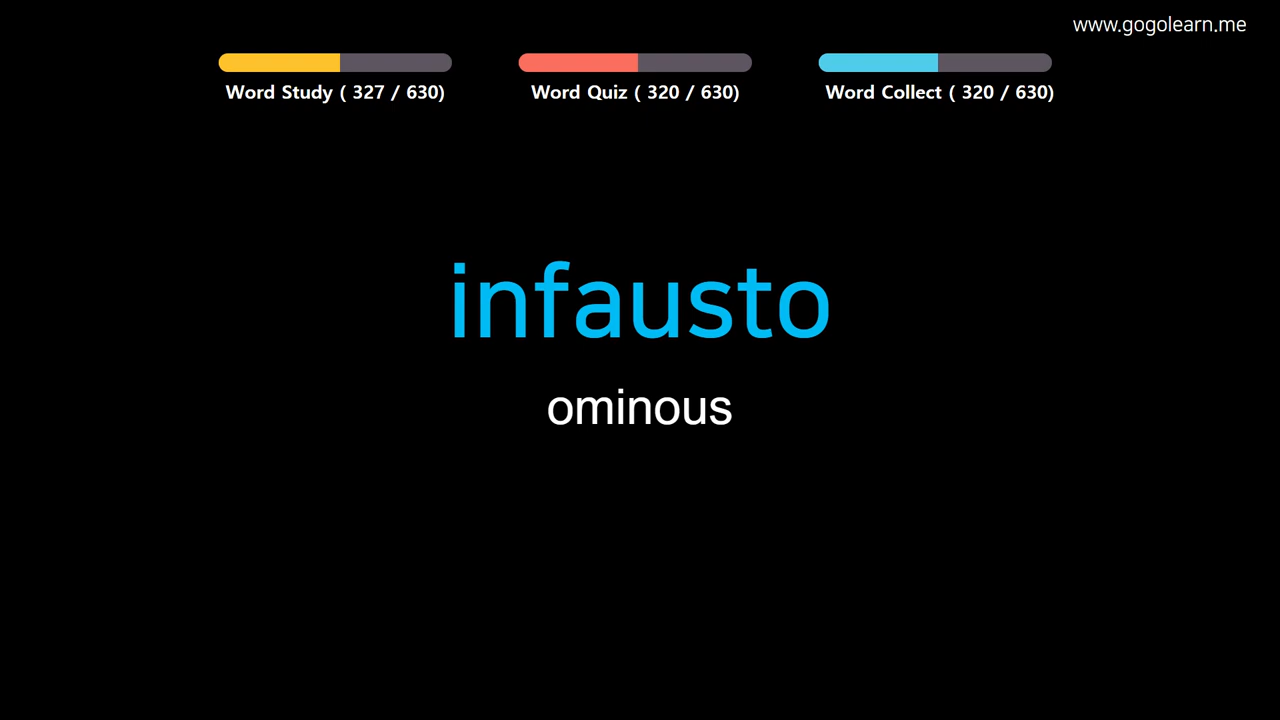 www.gogolearn.me
Word Study ( 327 / 630)
Word Quiz ( 320 / 630)
Word Collect ( 320 / 630)
infausto
ominous